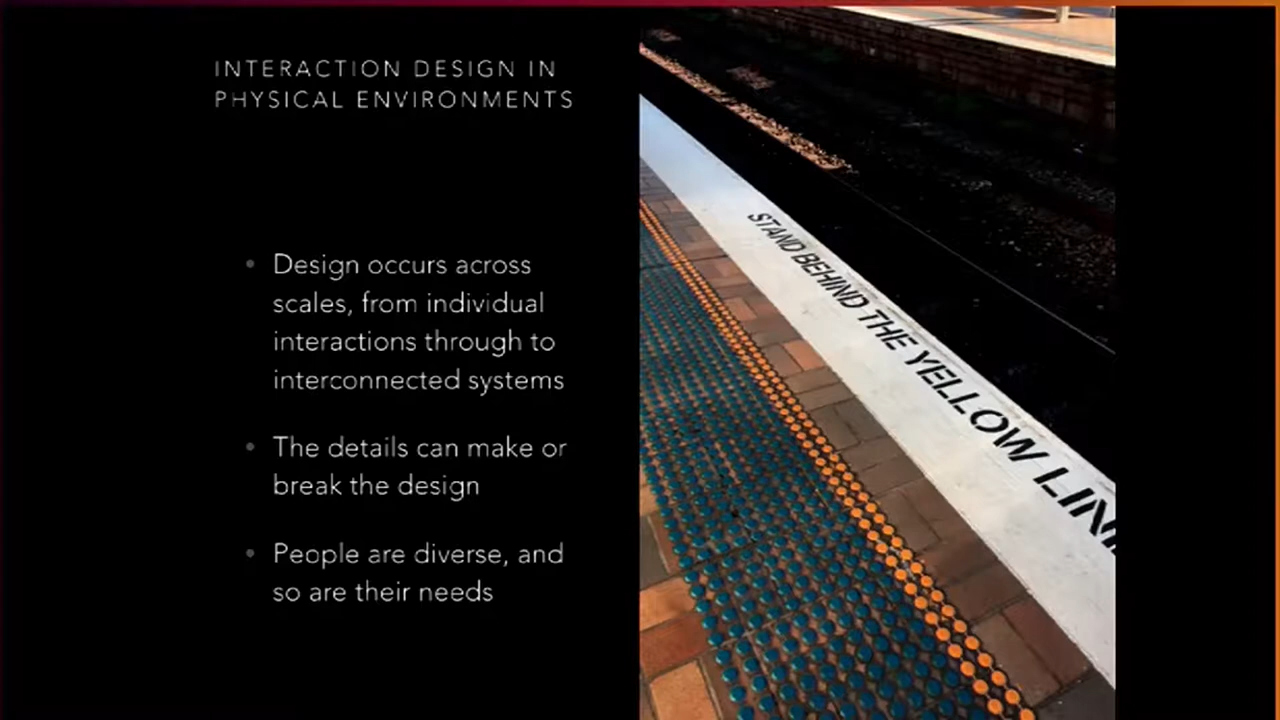 INTERACTION DESIGN IN
PHYSICAL ENVIRONMENTS
• Design occurs across
scales, from individual
interactions through to
interconnected systems
• The details can make or
break the design
• People are diverse, and
so are their needs
STAND BEHIND THE YELLOW